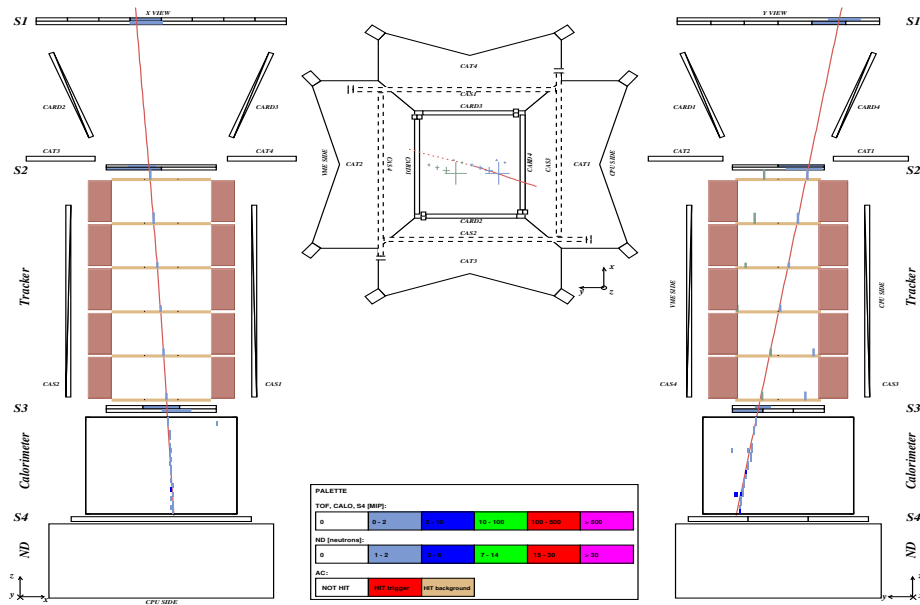 S1
X VIEW
CARD2
CARD3
CAT3
CAT4
S2
Tracker
CAS2
CAS1
S3
Calorimeter
S4
ND
z
y
x
CPU SIDE
CAT4
CAS1
CARD3
VME SIDE
CAT2
CAS4
CARD1
CARD4
CAS3
CAT1
CPU SIDE
CARD2
CAS2
CAT3
x
y
z
PALETTE
TOF, CALO, S4 [MIP]:
0
0 - 2
2 - 10
10 - 100
100 - 500
> 500
ND [neutrons]:
0
1 - 2
7 - 14
15 - 30
> 30
AC:
NOT HIT
HIT trigger
HIT background
Y VIEW
S1
CARD1
CARD4
CAT2
CAT1
S2
VME SIDE
CPU SIDE
Tracker
CAS4
CAS3
S3
Calorimeter
S4
ND
z
y
x